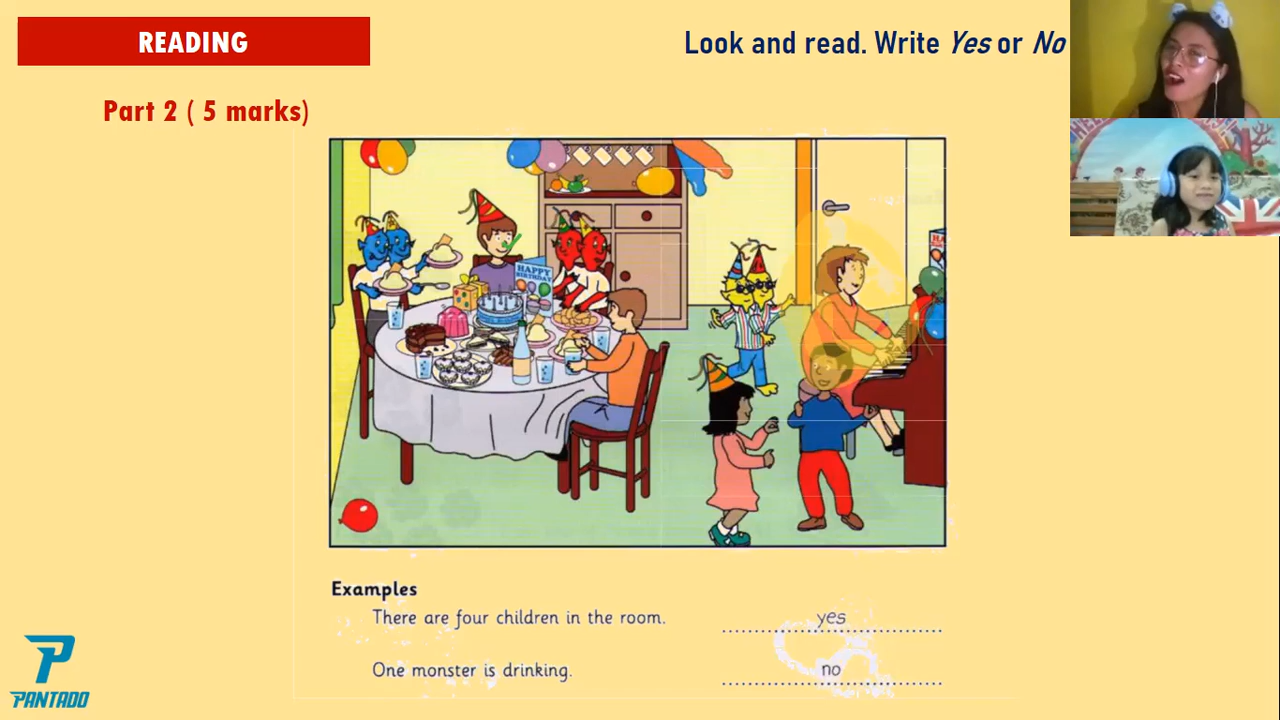 READING
Look and read. Write Yes or No
Part 2 ( 5 marks)
HAPPY
BIRTHDAY
Examples
There are four children in the room.
yes
One monster is drinking.
no
PANTADO